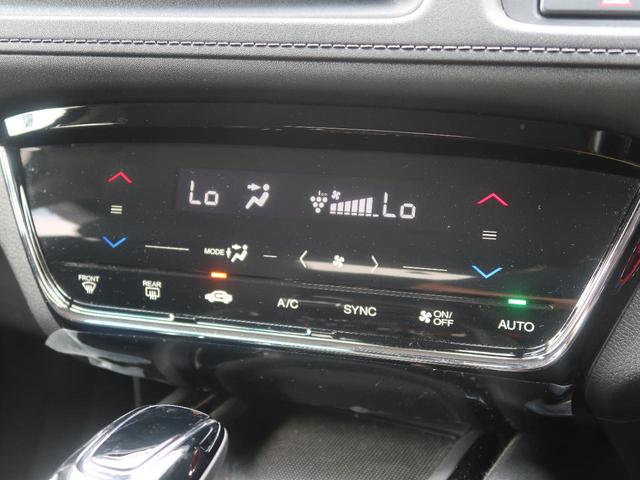 Lo Lo
MODE
FRONT REAR A/C SYNC ON/OFF AUTO